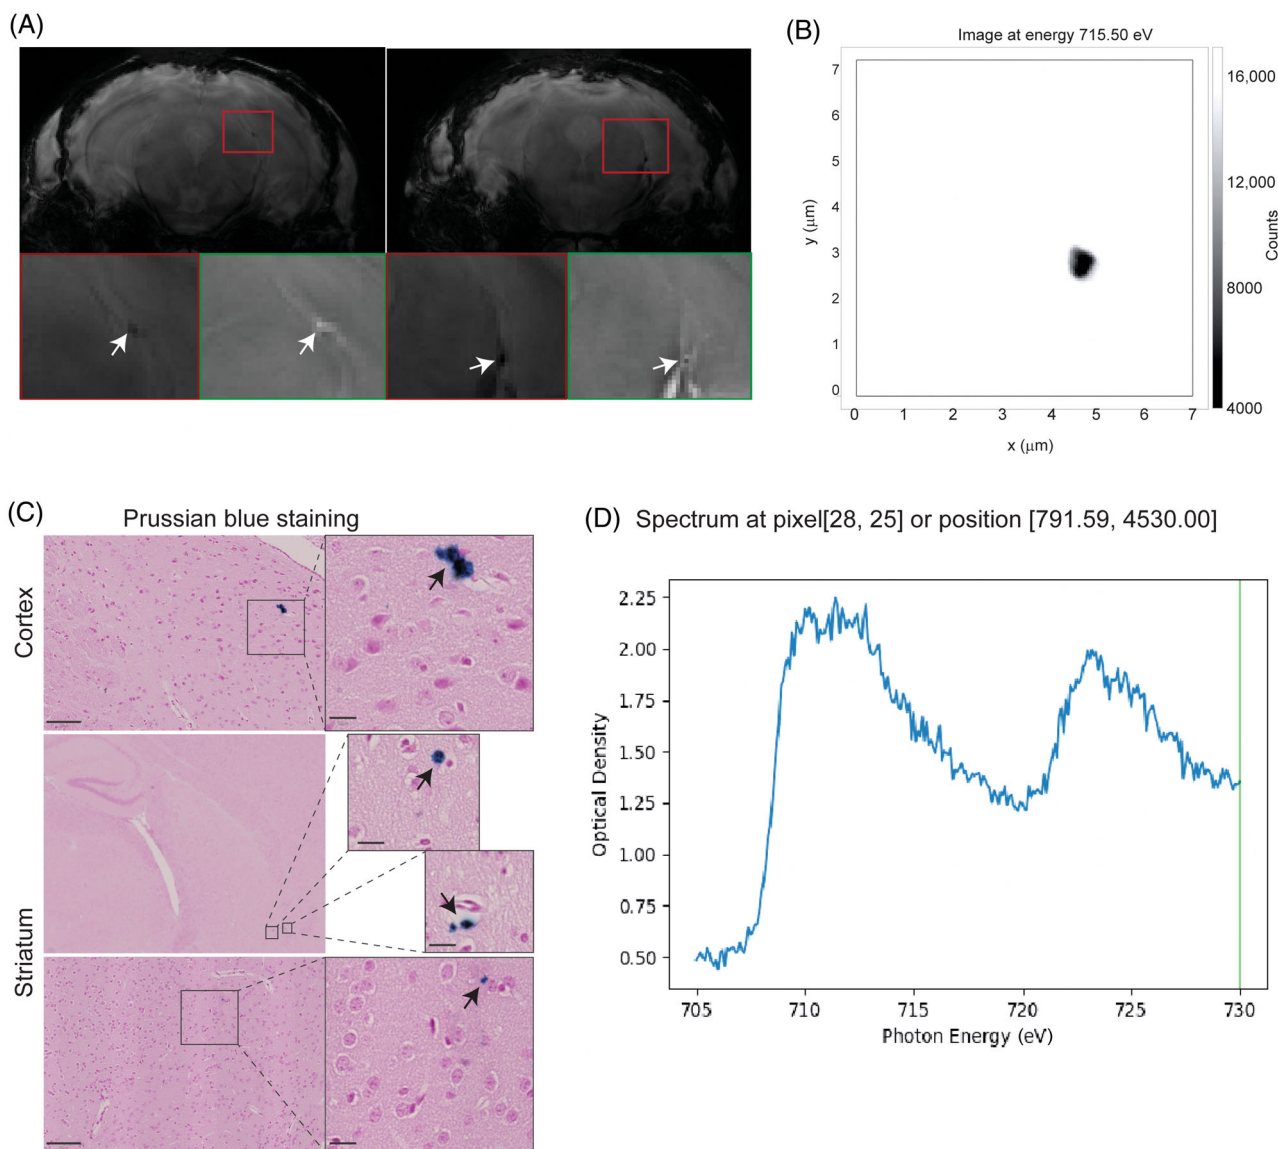 (A)
(B)
Image at energy 715.50 eV
7
6
5
4
3
2
1
0
y (μm)
0 1 2 3 4 5 6 7
x (μm)
16,000
12,000
8000
4000
Counts
(C)
Prussian blue staining
Cortex
Striatum
(D) Spectrum at pixel[28, 25] or position [791.59, 4530.00]
2.25
2.00
1.75
1.50
1.25
1.00
0.75
0.50
Optical Density
705 710 715 720 725 730
Photon Energy (eV)